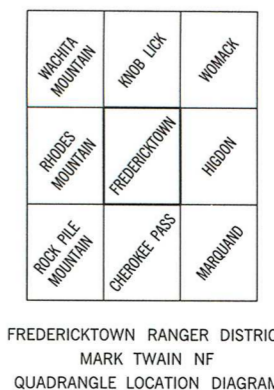 WACHITA
MOUNTAIN
KNOB LICK
WOMACK
RHODES
MOUNTAIN
FREDERICKTOWN
HIGDON
ROCK PILE
MOUNTAIN
CHEROKEE PASS
MARQUAND
FREDERICKTOWN RANGER DISTRIC
MARK TWAIN NF
QUADRANGLE LOCATION DIAGRAM